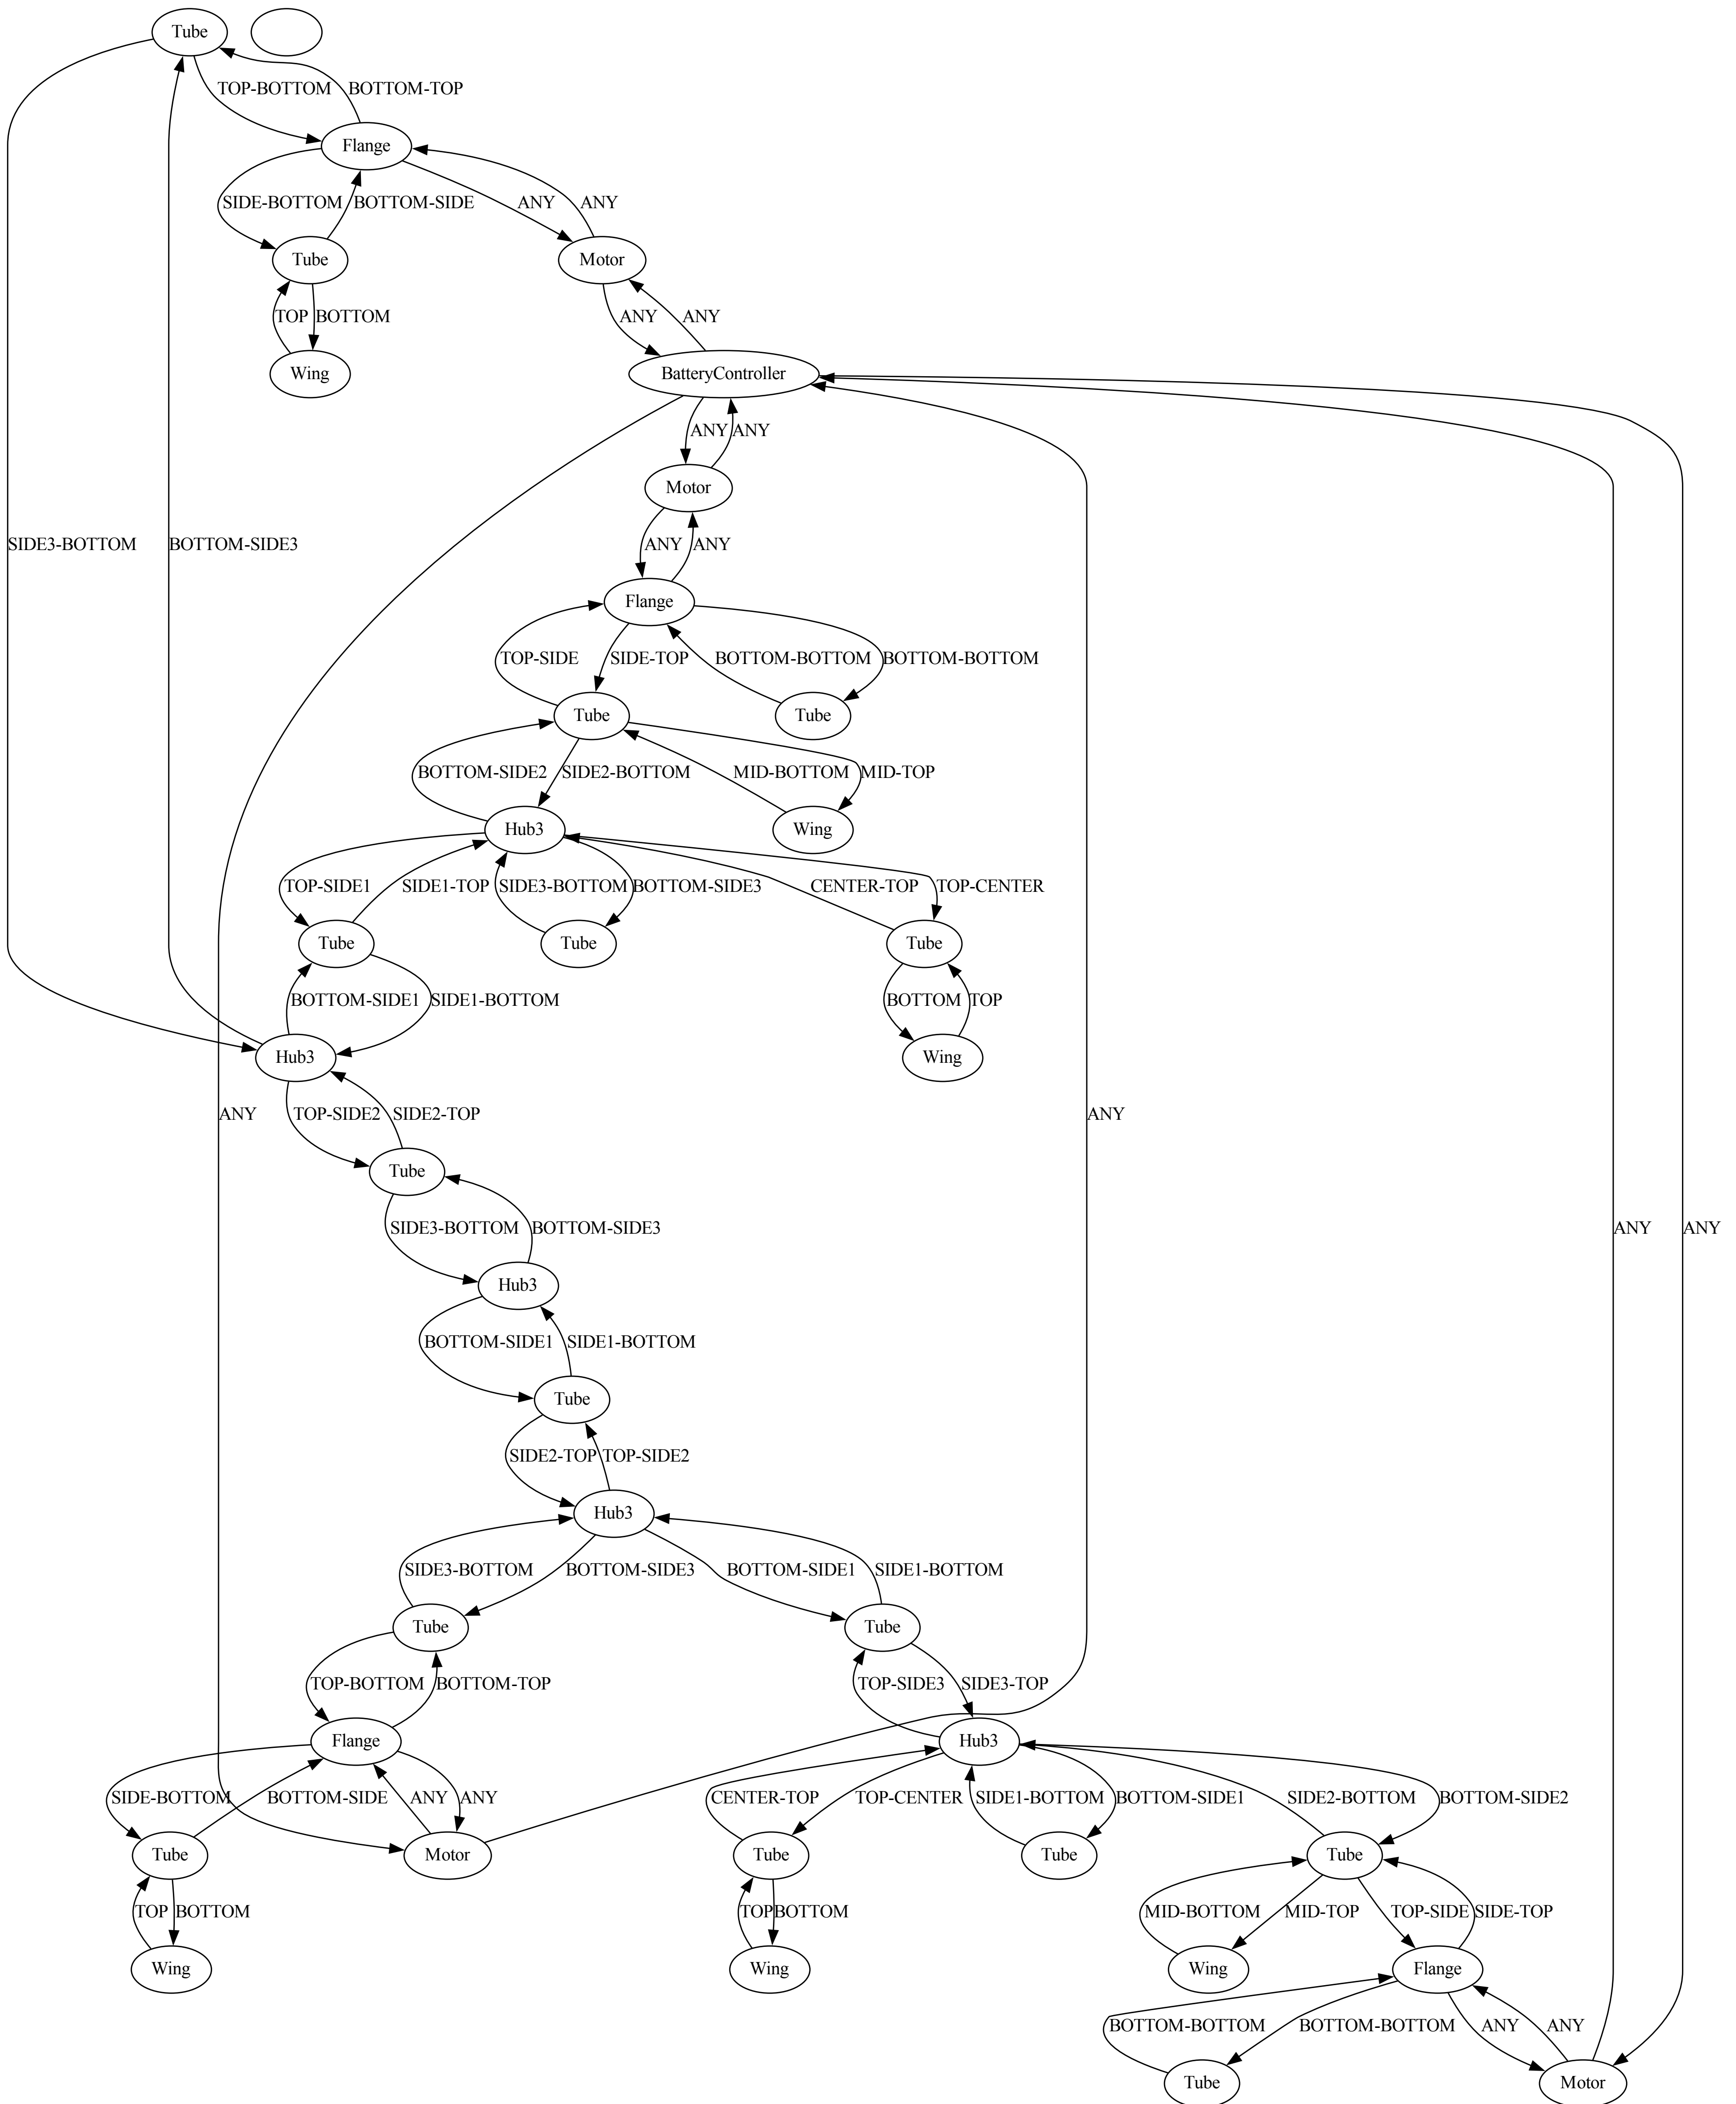 Tube
TOP-BOTTOM BOTTOM-TOP
Flange
SIDE-BOTTOM BOTTOM-SIDE ANY ANY
Tube Motor
TOP BOTTOM ANY ANY
Wing BatteryController
ANY ANY
Motor
SIDE3-BOTTOM BOTTOM-SIDE3 ANY ANY
Flange
TOP-SIDE SIDE-TOP BOTTOM-BOTTOM BOTTOM-BOTTOM
Tube Tube
BOTTOM-SIDE2 SIDE2-BOTTOM MID-BOTTOM MID-TOP
Hub3 Wing
TOP-SIDE1 SIDE1-TOP SIDE3-BOTTOM BOTTOM-SIDE3 CENTER-TOP TOP-CENTER
Tube Tube Tube
BOTTOM-SIDE1 SIDE1-BOTTOM BOTTOM TOP
Hub3 Wing
ANY TOP-SIDE2 SIDE2-TOP ANY
Tube
SIDE3-BOTTOM BOTTOM-SIDE3 ANY ANY
Hub3
BOTTOM-SIDE1 SIDE1-BOTTOM
Tube
SIDE2-TOP TOP-SIDE2
Hub3
SIDE3-BOTTOM BOTTOM-SIDE3 BOTTOM-SIDE1 SIDE1-BOTTOM
Tube Tube
TOP-BOTTOM BOTTOM-TOP TOP-SIDE3 SIDE3-TOP
Flange Hub3
SIDE-BOTTOM BOTTOM-SIDE ANY ANY CENTER-TOP TOP-CENTER SIDE1-BOTTOM BOTTOM-SIDE1 SIDE2-BOTTOM BOTTOM-SIDE2
Tube Motor Tube Tube Tube
TOP BOTTOM TOP BOTTOM MID-BOTTOM MID-TOP TOP-SIDE SIDE-TOP
Wing Wing Wing Flange
BOTTOM-BOTTOM BOTTOM-BOTTOM ANY ANY
Tube Motor